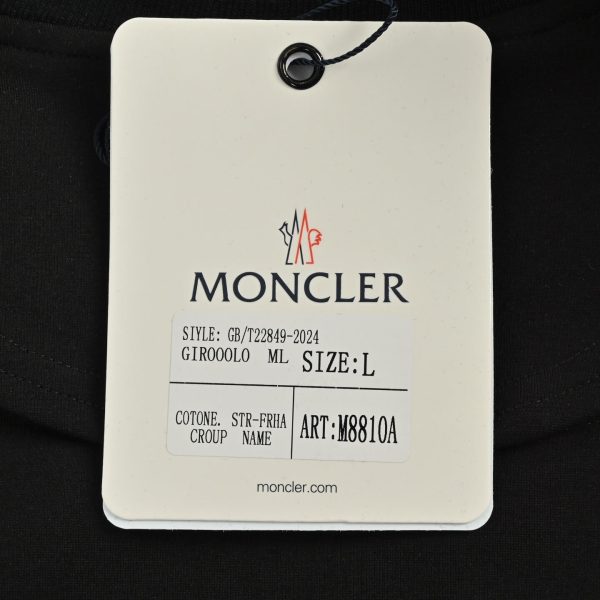 MONCLER
SIYLE: GB/T22849-2024
GIROOOLO ML SIZE:L
COTONE. STR-FRHA
CROUP NAME
ART:M8810A
moncler.com